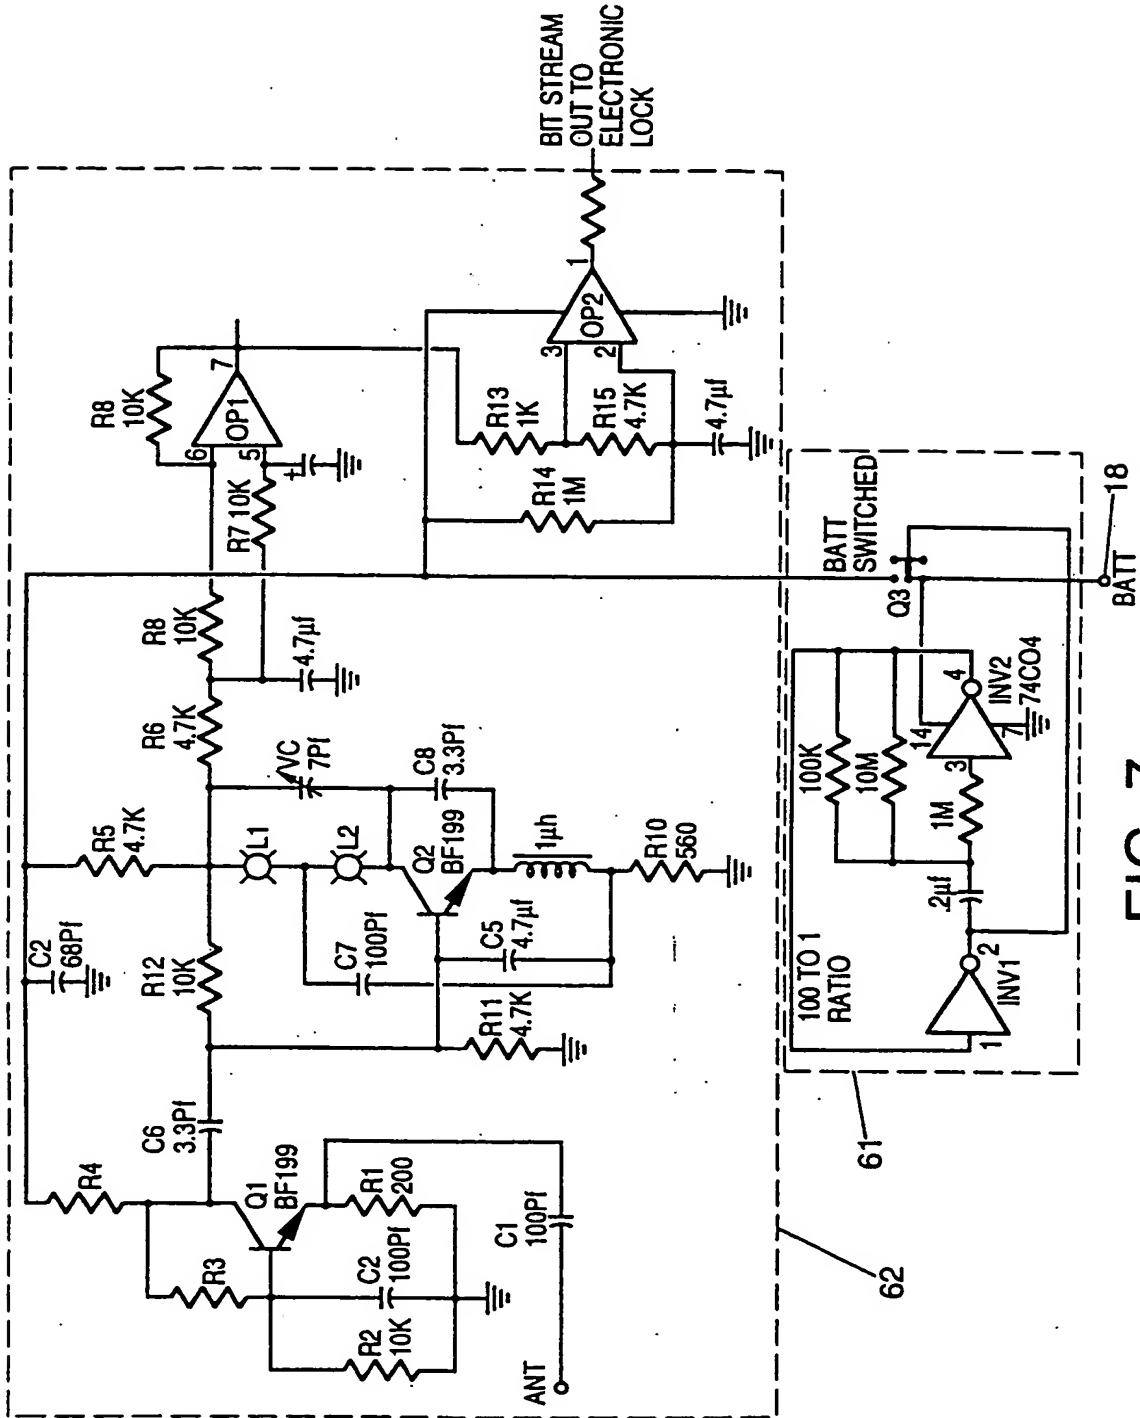 BIT STREAM
OUT TO
ELECTRONIC
LOCK
R8
10K
6
7
OP1
5
+
R7 10K
R8
10K
R6
4.7K
4.7µf
R5
4.7K
C2
68Pf
R12
10K
L1
L2
VC
7Pf
C8
3.3Pf
Q2
BF199
1µh
R10
560
C7
100Pf
C5
4.7µf
R11
4.7K
C6
3.3Pf
R4
R3
Q1
BF199
R1
200
C2
100Pf
R2
10K
C1
100Pf
ANT
R13
1K
R15
4.7K
R14
1M
4.7µf
3
2
1
OP2
62
61
100 TO 1
RATIO
BATT
SWITCHED
Q3
100K
10M
1M
.2µf
14
3
4
7
INV2
74CO4
1
2
INV1
18
BATT